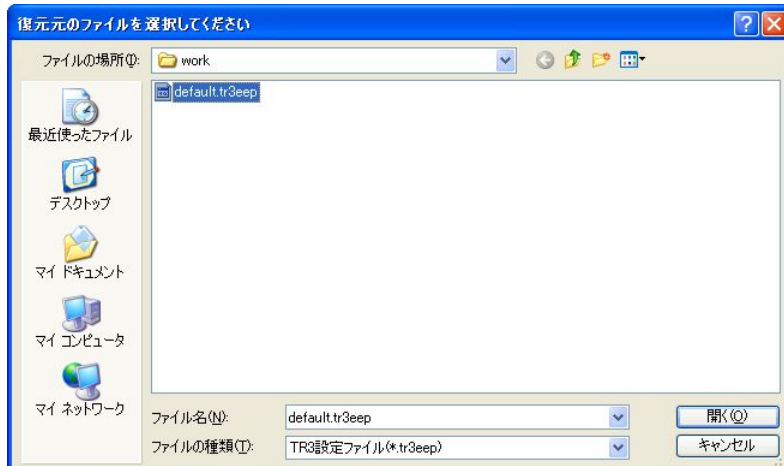 復元元のファイルを選択してください
ファイルの場所(I):
work
default.tr3eep
最近使ったファイル
デスクトップ
マイ ドキュメント
マイ コンピュータ
マイ ネットワーク
ファイル名(N):
default.tr3eep
開く(O)
ファイルの種類(T):
TR3設定ファイル(*.tr3eep)
キャンセル